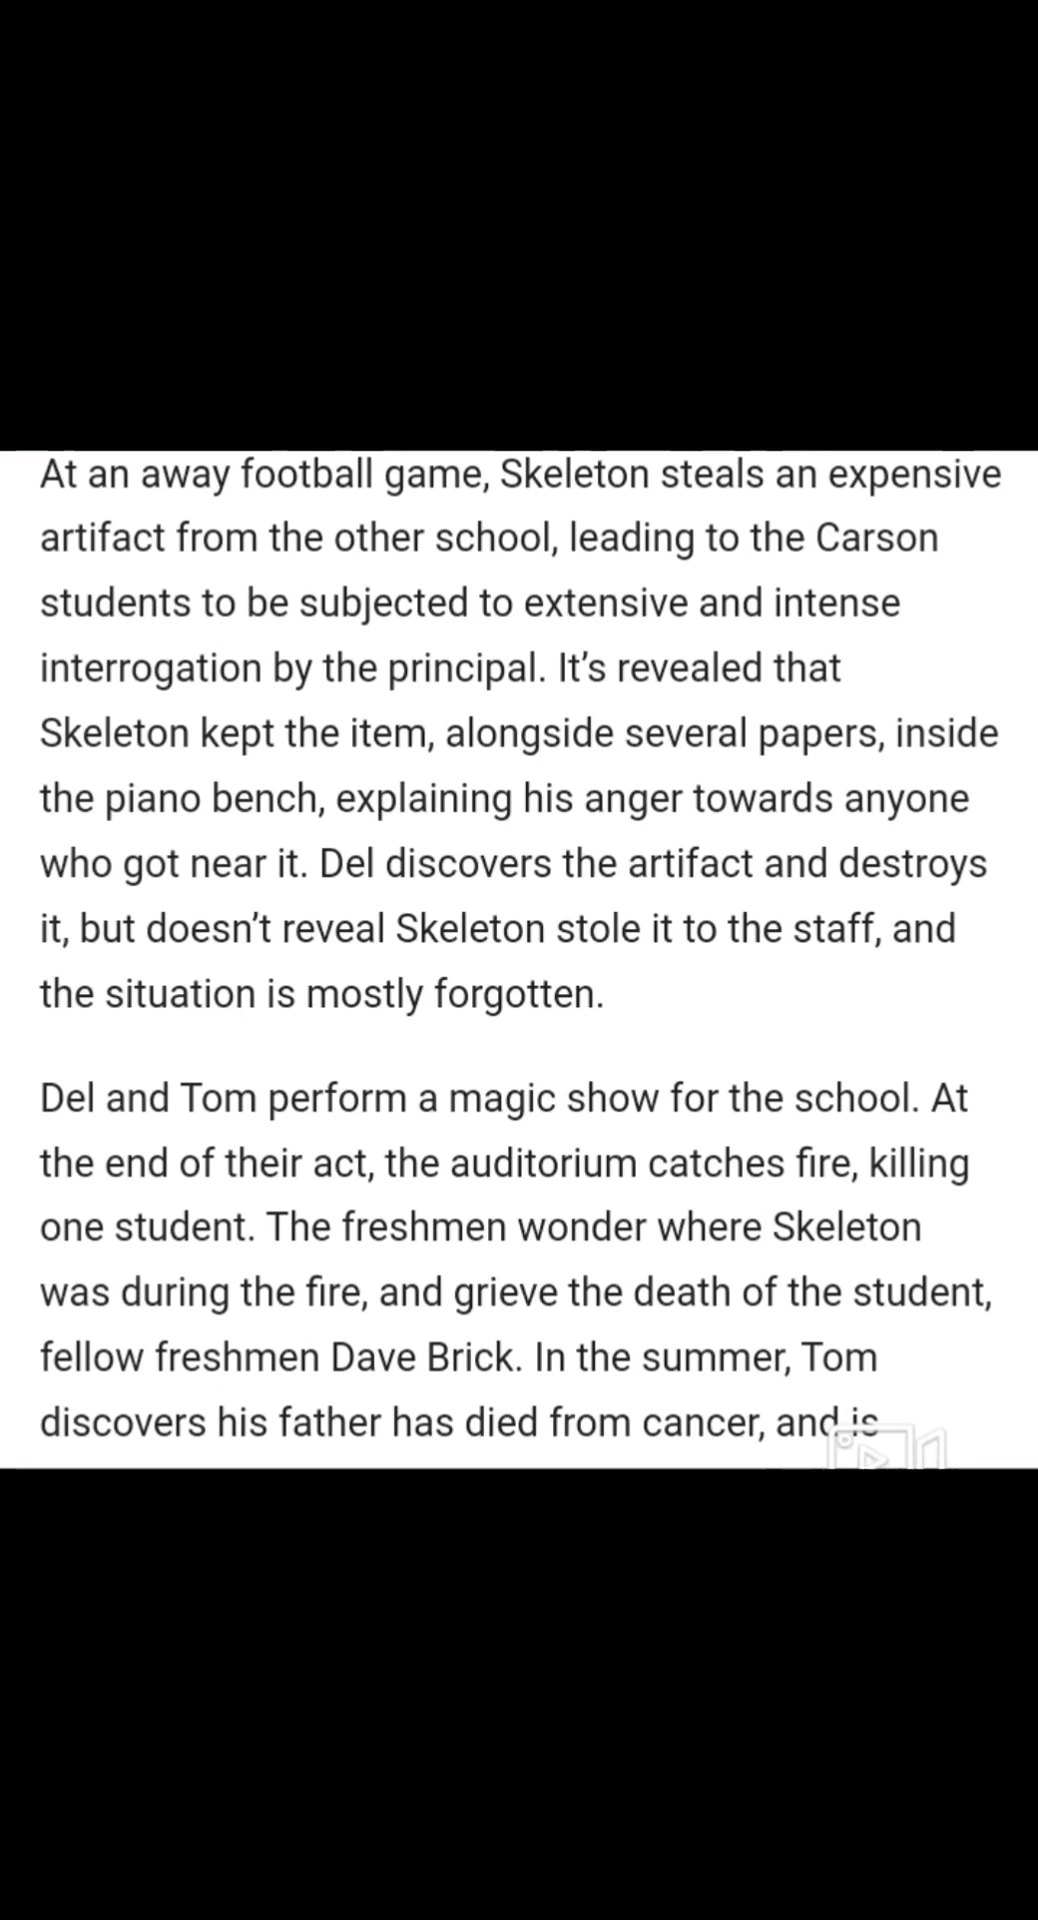 At an away football game, Skeleton steals an expensive
artifact from the other school, leading to the Carson
students to be subjected to extensive and intense
interrogation by the principal. It’s revealed that
Skeleton kept the item, alongside several papers, inside
the piano bench, explaining his anger towards anyone
who got near it. Del discovers the artifact and destroys
it, but doesn’t reveal Skeleton stole it to the staff, and
the situation is mostly forgotten.
Del and Tom perform a magic show for the school. At
the end of their act, the auditorium catches fire, killing
one student. The freshmen wonder where Skeleton
was during the fire, and grieve the death of the student,
fellow freshmen Dave Brick. In the summer, Tom
discovers his father has died from cancer, and is